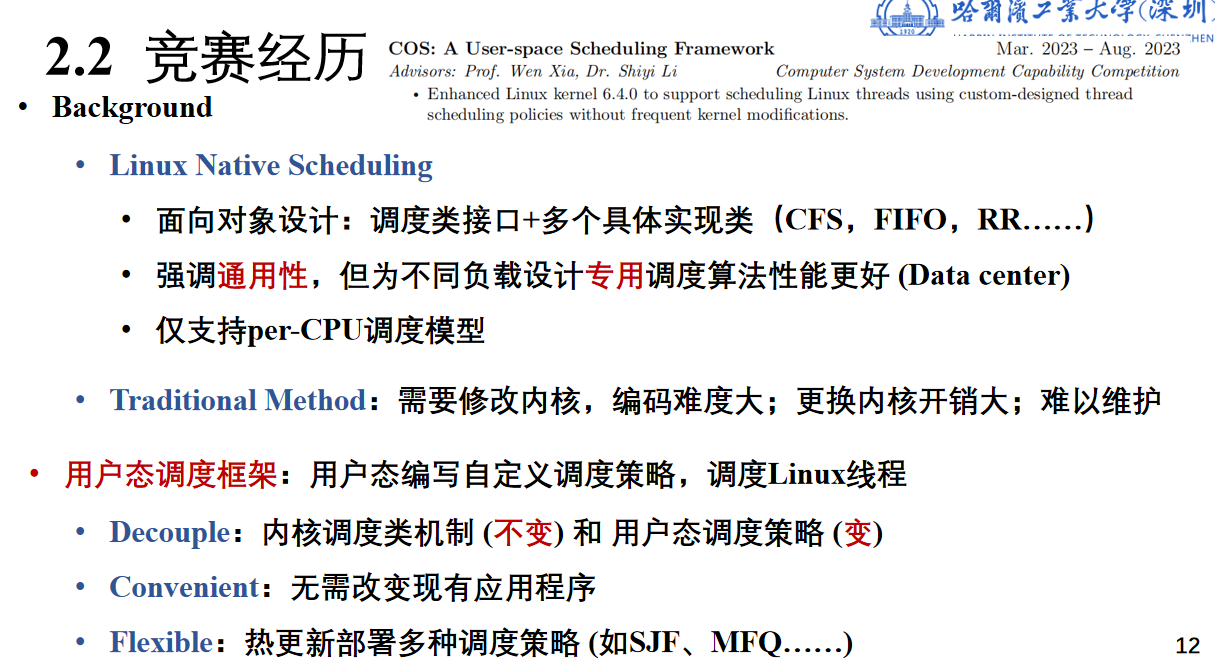 哈爾濱工業大學(深圳)
1920
2.2 竞赛经历
COS: A User-space Scheduling Framework
Mar. 2023 – Aug. 2023
Advisors: Prof. Wen Xia, Dr. Shiyi Li
Computer System Development Capability Competition
• Enhanced Linux kernel 6.4.0 to support scheduling Linux threads using custom-designed thread
scheduling policies without frequent kernel modifications.
• Background
• Linux Native Scheduling
• 面向对象设计：调度类接口+多个具体实现类（CFS，FIFO，RR……）
• 强调通用性，但为不同负载设计专用调度算法性能更好 (Data center)
• 仅支持per-CPU调度模型
• Traditional Method：需要修改内核，编码难度大；更换内核开销大；难以维护
• 用户态调度框架：用户态编写自定义调度策略，调度Linux线程
• Decouple：内核调度类机制 (不变) 和 用户态调度策略 (变)
• Convenient：无需改变现有应用程序
• Flexible：热更新部署多种调度策略 (如SJF、MFQ……)
12